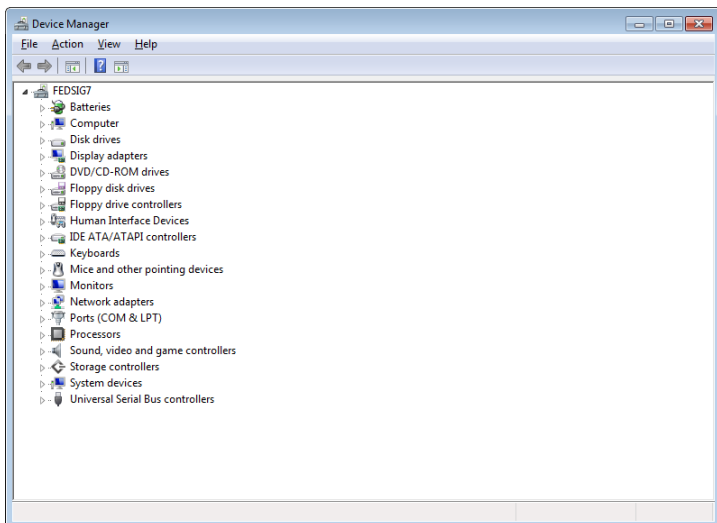 Device Manager
File Action View Help
FEDSIG7
Batteries
Computer
Disk drives
Display adapters
DVD/CD-ROM drives
Floppy disk drives
Floppy drive controllers
Human Interface Devices
IDE ATA/ATAPI controllers
Keyboards
Mice and other pointing devices
Monitors
Network adapters
Ports (COM & LPT)
Processors
Sound, video and game controllers
Storage controllers
System devices
Universal Serial Bus controllers